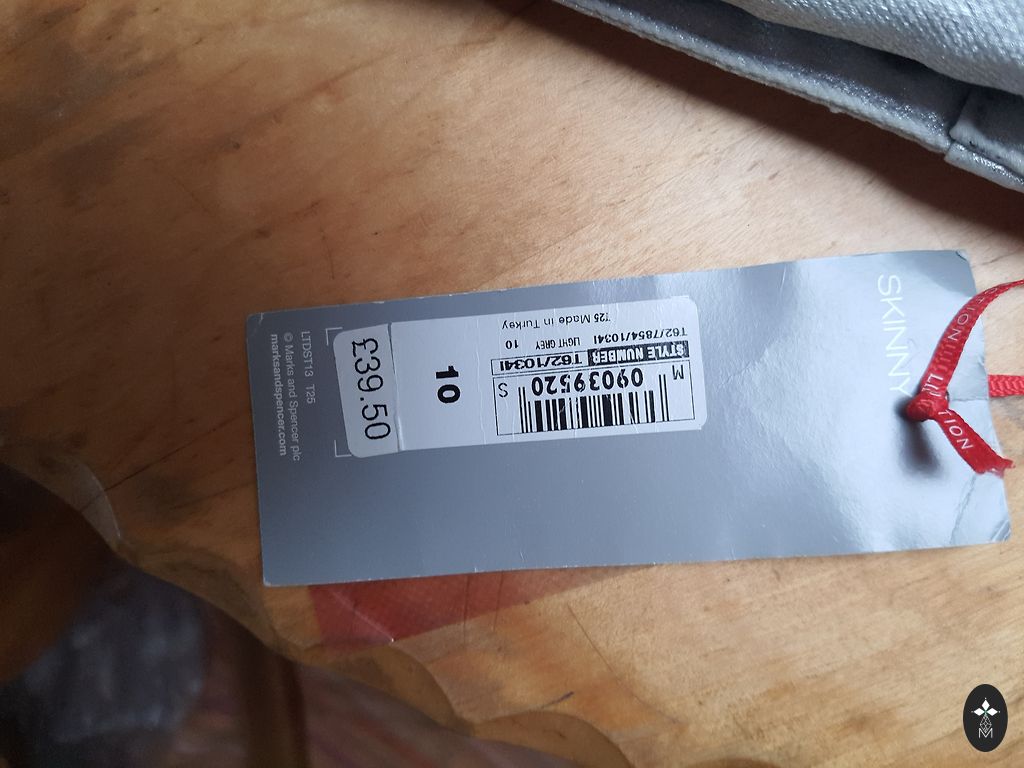 SKINNY
T25 Made in Turkey
LIGHT GREY 10
T62/7854/1034I
STYLE NUMBER T62/1034I
M 09039520 S
10
£39.50
LTDST13 T25
© Marks and Spencer plc
marksandspencer.com